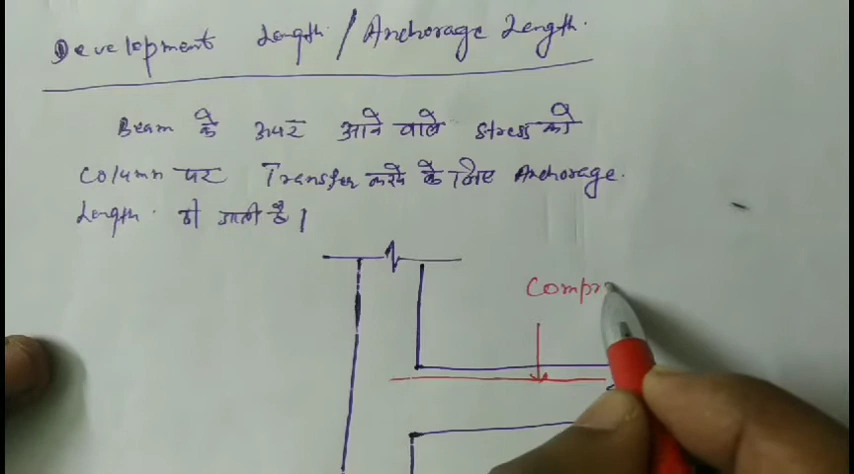 Development Length / Anchorage Length.
Beam के ऊपर आने वाले stress को
Column पर Transfer करने के लिए Anchorage
Length दी जाती है।
Compr